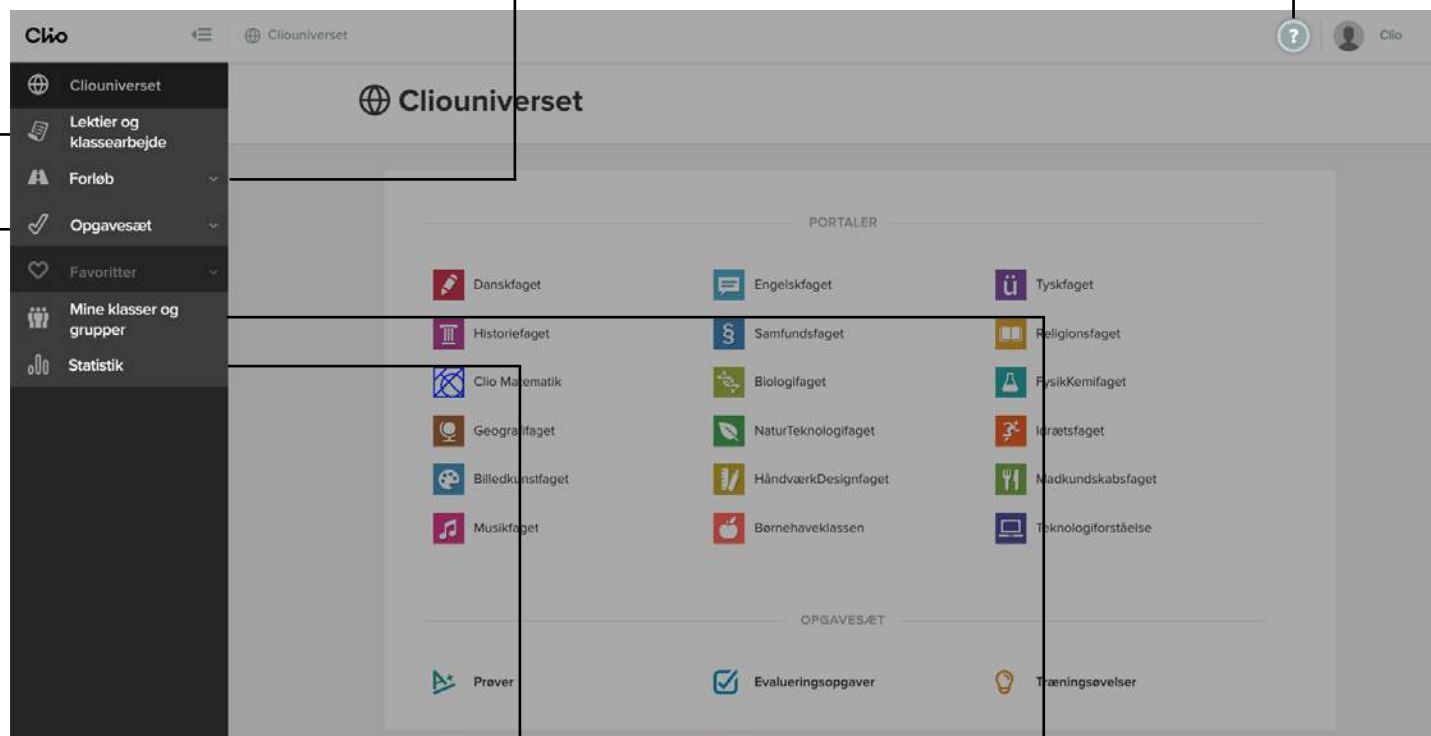 Clio
Cliouniverset
?
Clio
Cliouniverset
Lektier og
klassearbejde
Forløb
Opgavesæt
Favoritter
Mine klasser og
grupper
Statistik
Cliouniverset
PORTALER
Danskfaget
Engelskfaget
ü Tyskfaget
Historiefaget
§ Samfundsfaget
Religionsfaget
Clio Matematik
Biologifaget
FysikKemifaget
Geografifaget
NaturTeknologifaget
Idrætsfaget
Billedkunstfaget
HåndværkDesignfaget
Madkundskabsfaget
Musikfaget
Børnehaveklassen
Teknologiforståelse
OPGAVESÆT
A+ Prøver
Evalueringsopgaver
Træningsøvelser